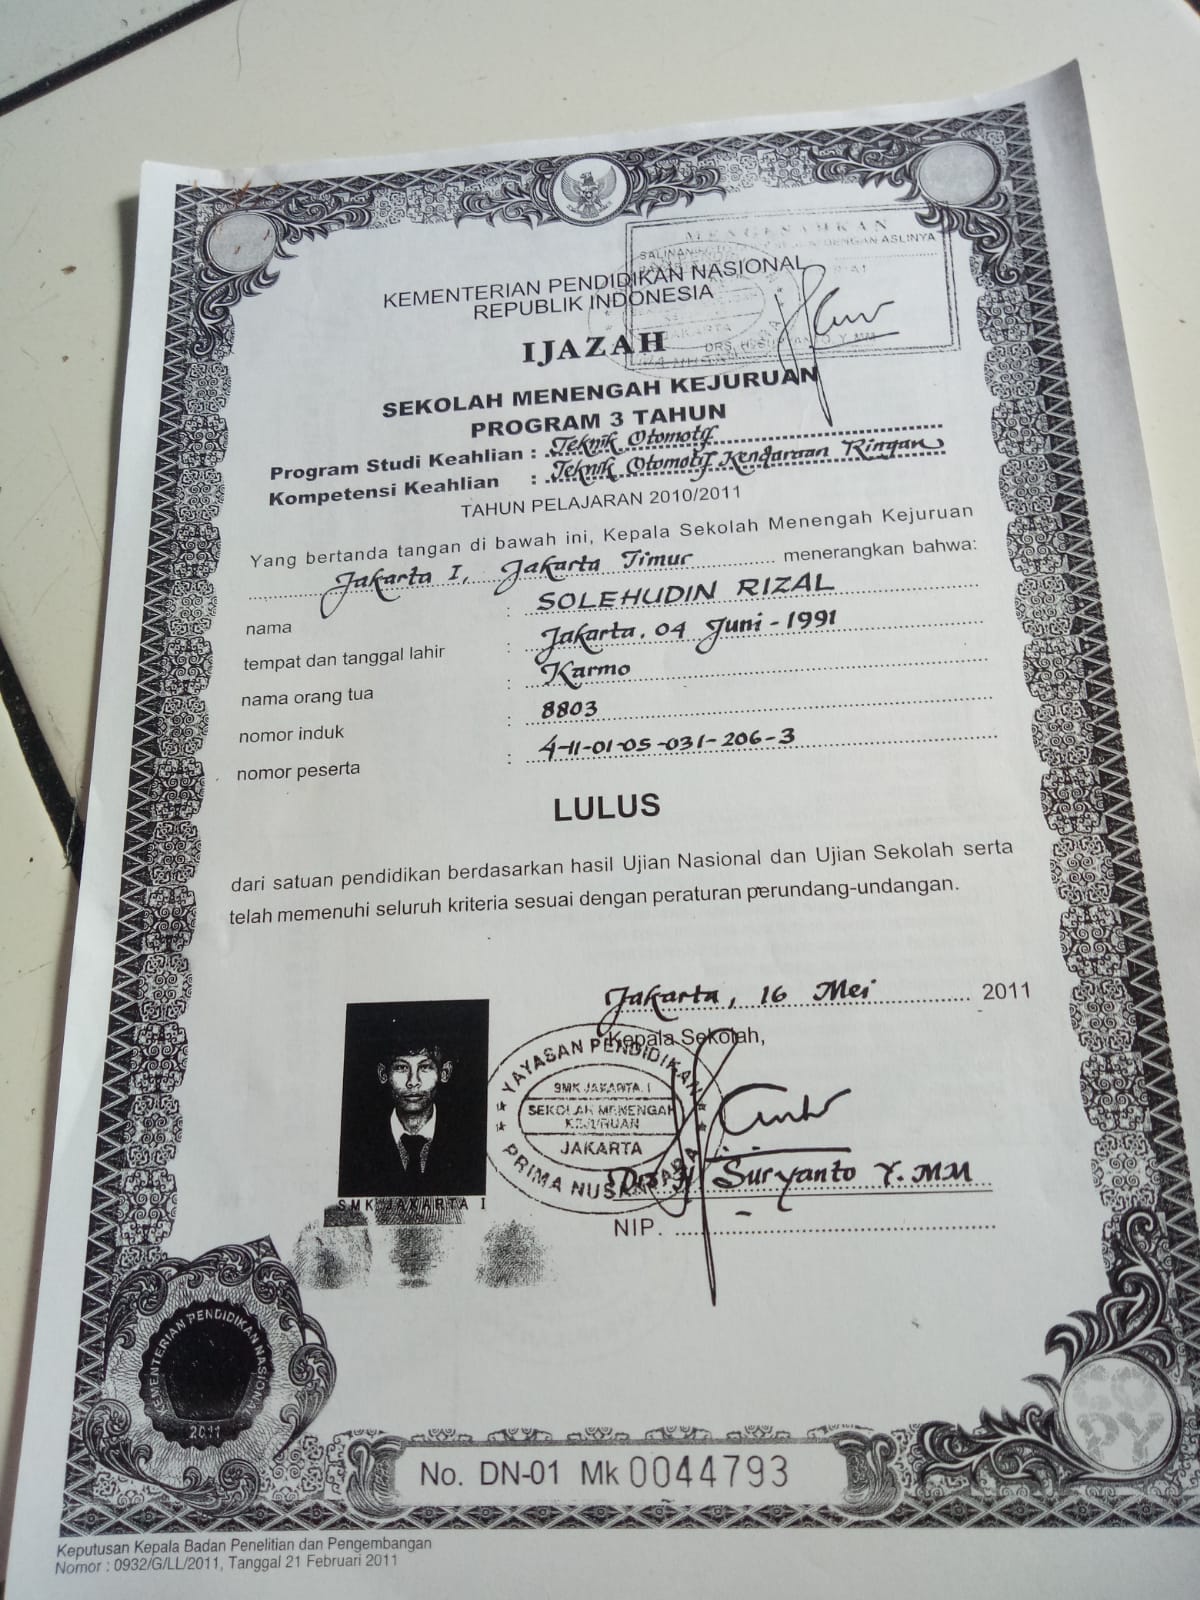 MENGESAHKAN
SALINAN DENGAN ASLINYA
JAKARTA
DRS. H. SURYANTO, Y. MM
KEMENTERIAN PENDIDIKAN NASIONAL
REPUBLIK INDONESIA
IJAZAH
SEKOLAH MENENGAH KEJURUAN
PROGRAM 3 TAHUN
Program Studi Keahlian : Teknik Otomotif
Kompetensi Keahlian : Teknik Otomotif Kendaraan Ringan
TAHUN PELAJARAN 2010/2011
Yang bertanda tangan di bawah ini, Kepala Sekolah Menengah Kejuruan
Jakarta I, Jakarta Timur menerangkan bahwa:
nama : SOLEHUDIN RIZAL
tempat dan tanggal lahir : Jakarta, 04 Juni - 1991
nama orang tua : Karmo
nomor induk : 8803
nomor peserta : 4-11-01-05-031-206-3
LULUS
dari satuan pendidikan berdasarkan hasil Ujian Nasional dan Ujian Sekolah serta
telah memenuhi seluruh kriteria sesuai dengan peraturan perundang-undangan.
Jakarta, 16 Mei 2011
Kepala Sekolah,
YAYASAN PENDIDIKAN
SMK JAKARTA I
SEKOLAH MENENGAH
KEJURUAN
JAKARTA
PRIMA NUSANTARA
Drs. H. Suryanto Y. MM
NIP.
SMK JAKARTA I
KEMENTERIAN PENDIDIKAN NASIONAL
2011
COPY
No. DN-01 Mk 0044793
Keputusan Kepala Badan Penelitian dan Pengembangan
Nomor : 0932/G/LL/2011, Tanggal 21 Februari 2011